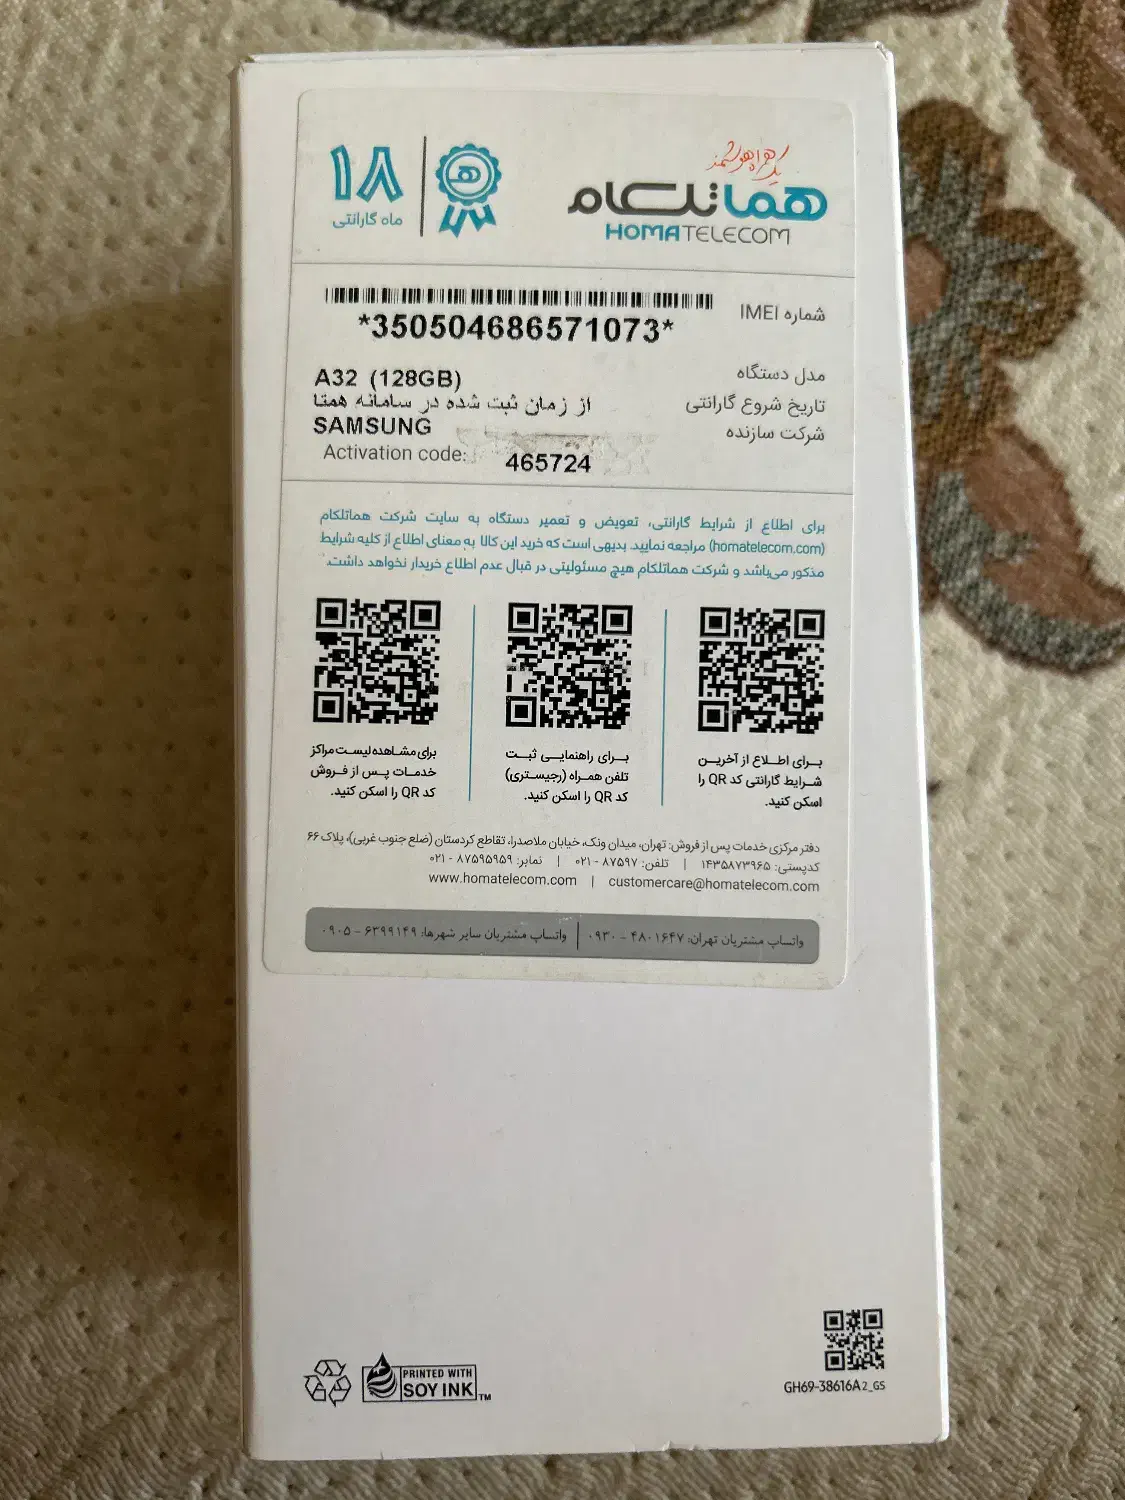 ۱۸
ماه گارانتی
یک همراه هوشمند
هماتلکام
HOMATELECOM
شماره IMEI
*350504686571073*
مدل دستگاه A32 (128GB)
تاریخ شروع گارانتی از زمان ثبت شده در سامانه همتا
شرکت سازنده SAMSUNG
Activation code: 465724
برای اطلاع از شرایط گارانتی، تعویض و تعمیر دستگاه به سایت شرکت هماتلکام
(homatelecom.com) مراجعه نمایید. بدیهی است که خرید این کالا به معنای اطلاع از کلیه شرایط
مذکور می‌باشد و شرکت هماتلکام هیچ مسئولیتی در قبال عدم اطلاع خریدار نخواهد داشت.
برای اطلاع از آخرین
شرایط گارانتی کد QR را
اسکن کنید.
برای راهنمایی ثبت
تلفن همراه (رجیستری)
کد QR را اسکن کنید.
برای مشاهده لیست مراکز
خدمات پس از فروش
کد QR را اسکن کنید.
دفتر مرکزی خدمات پس از فروش: تهران، میدان ونک، خیابان ملاصدرا، تقاطع کردستان (ضلع جنوب غربی)، پلاک ۶۶
کدپستی: ۱۴۳۵۸۷۳۹۶۵ | تلفن: ۸۷۵۹۷ - ۰۲۱ | نمابر: ۸۷۵۹۵۹۵۹ - ۰۲۱
www.homatelecom.com | customercare@homatelecom.com
واتساپ مشتریان تهران: ۴۸۰۱۶۴۷ - ۰۹۳۰ | واتساپ مشتریان سایر شهرها: ۶۳۹۹۱۴۹ - ۰۹۰۵
PRINTED WITH
SOY INK TM
GH69-38616A2_GS